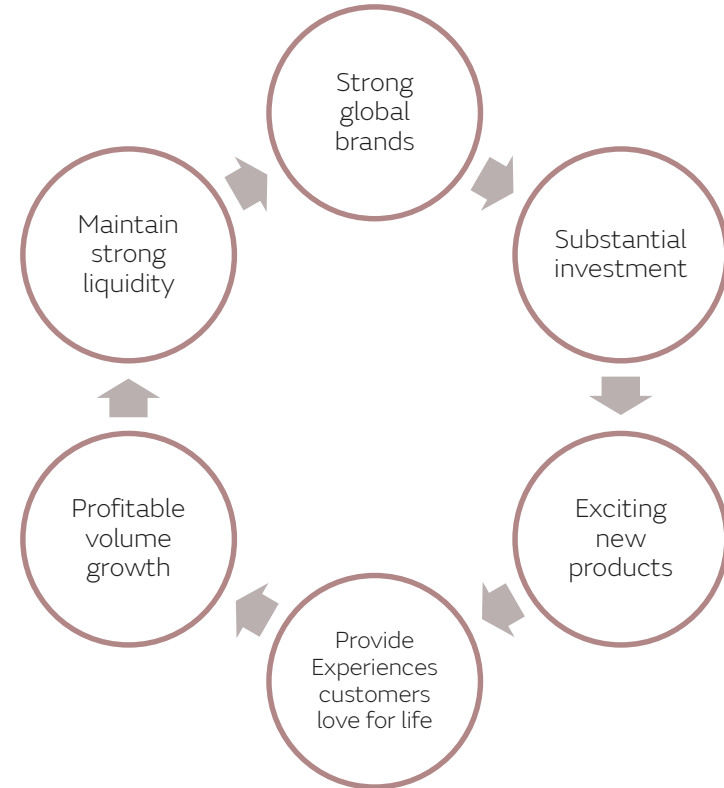 Strong
global
brands
Substantial
investment
Exciting
new
products
Provide
Experiences
customers
love for life
Profitable
volume
growth
Maintain
strong
liquidity